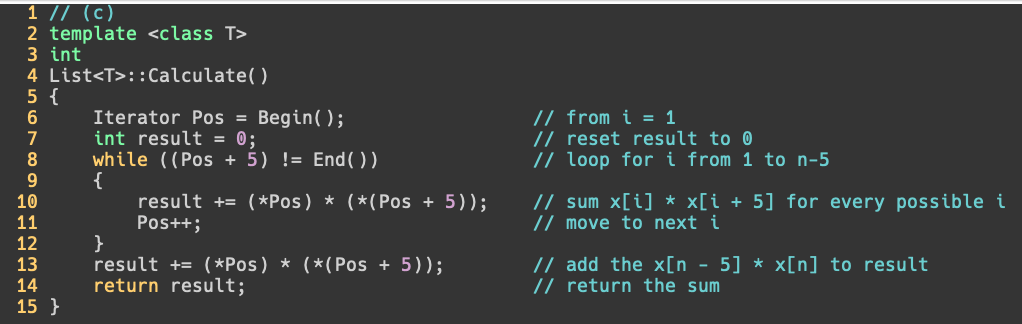 1 // (c)
2 template <class T>
3 int
4 List<T>::Calculate()
5 {
6     Iterator Pos = Begin();                 // from i = 1
7     int result = 0;                         // reset result to 0
8     while ((Pos + 5) != End())              // loop for i from 1 to n-5
9     {
10         result += (*Pos) * (*(Pos + 5));    // sum x[i] * x[i + 5] for every possible i
11         Pos++;                              // move to next i
12     }
13     result += (*Pos) * (*(Pos + 5));        // add the x[n - 5] * x[n] to result
14     return result;                          // return the sum
15 }